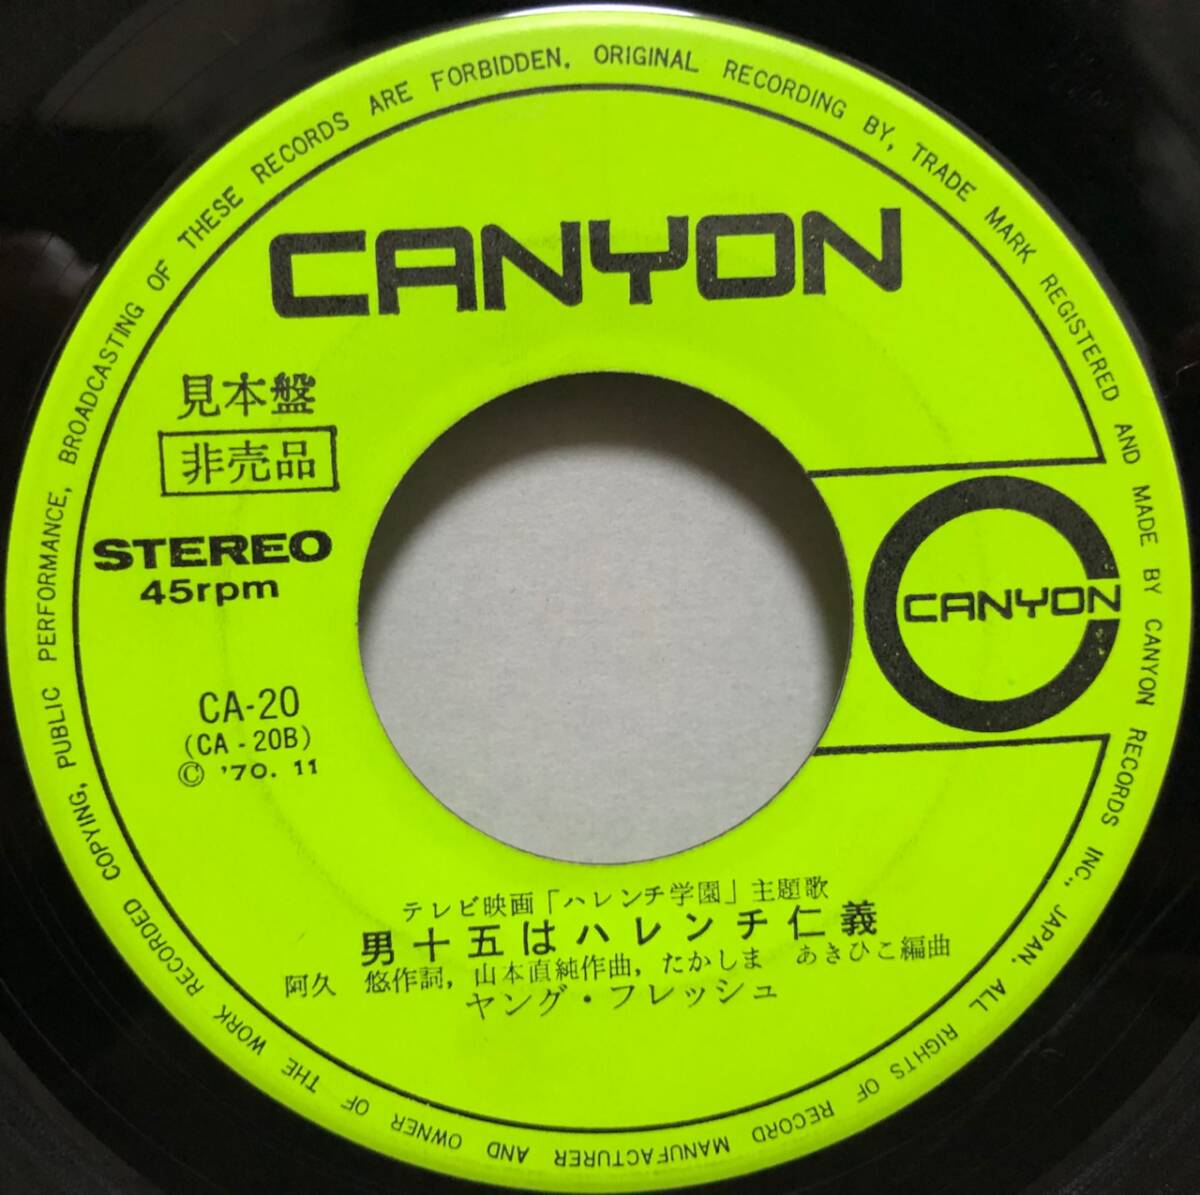 CANYON
見本盤
非売品
STEREO
45rpm
CA-20
(CA-20B)
© '70.11
CANYON
テレビ映画「ハレンチ学園」主題歌
男十五はハレンチ仁義
阿久 悠作詞, 山本直純作曲, たかしま あきひこ編曲
ヤング・フレッシュ
ALL RIGHTS OF RECORD MANUFACTURER AND OWNER OF THE WORK RECORDED COPYING, PUBLIC PERFORMANCE, BROADCASTING OF THESE RECORDS ARE FORBIDDEN. ORIGINAL RECORDING BY, TRADE MARK REGISTERED AND MADE BY CANYON RECORDS INC., JAPAN.